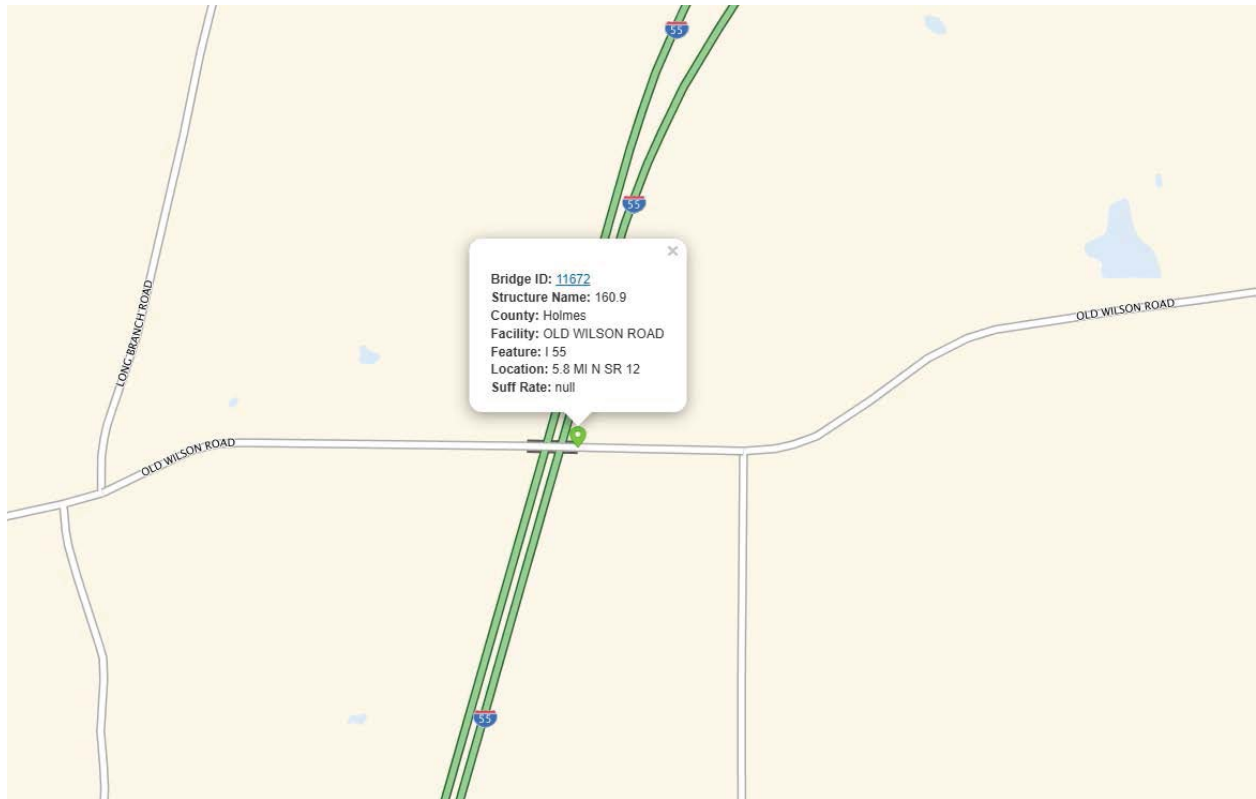 55
55
×
Bridge ID: 11672
Structure Name: 160.9
County: Holmes
Facility: OLD WILSON ROAD
Feature: I 55
Location: 5.8 MI N SR 12
Suff Rate: null
LONG BRANCH ROAD
OLD WILSON ROAD
OLD WILSON ROAD
55